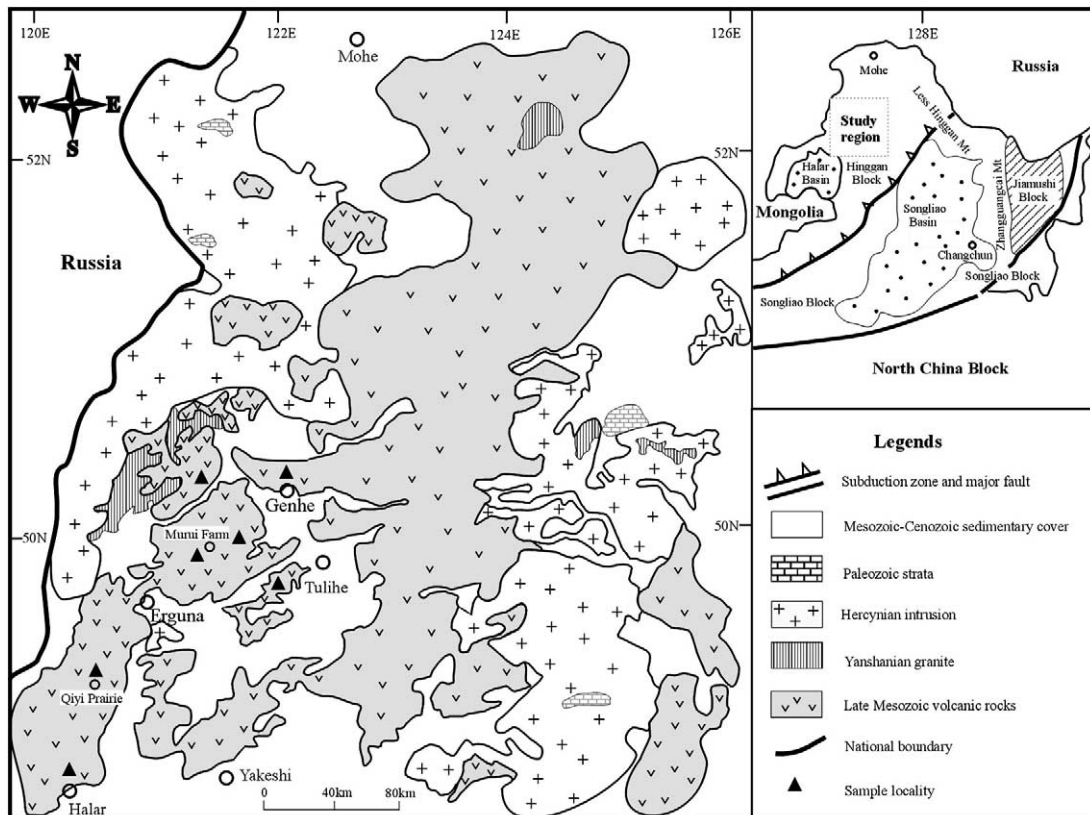 120E
122E
124E
126E
Mohe
N
W E
S
52N
52N
Russia
Genhe
50N
50N
Murui Farm
Tulihe
Erguna
Qiyi Prairie
Yakeshi
0 40km 80km
Halar
128E
Mohe
Russia
Less Hinggan Mt
Study
region
Halar
Basin
Hinggan
Block
Zhangguangcai Mt
Jiamushi
Block
Mongolia
Songliao
Basin
Changchun
Songliao Block
Songliao Block
North China Block
Legends
Subduction zone and major fault
Mesozoic-Cenozoic sedimentary cover
Paleozoic strata
Hercynian intrusion
Yanshanian granite
Late Mesozoic volcanic rocks
National boundary
Sample locality